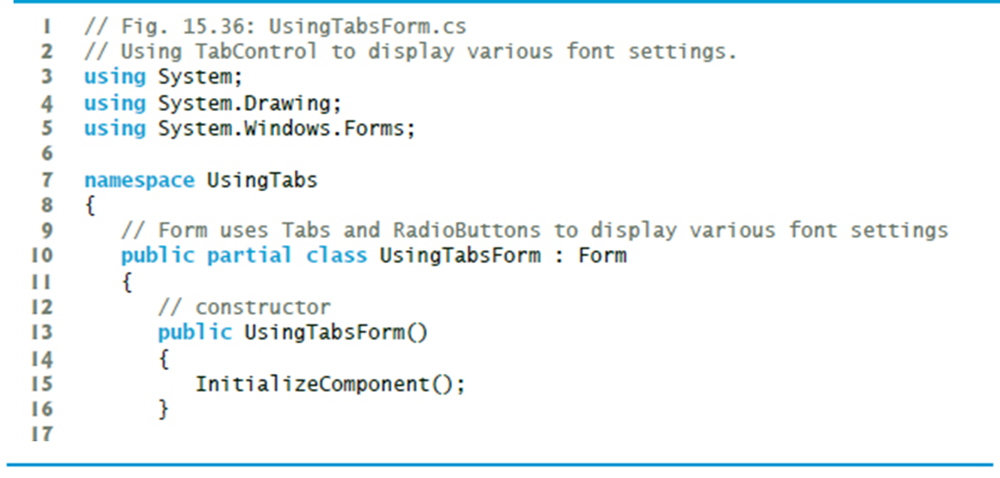 1 // Fig. 15.36: UsingTabsForm.cs
2 // Using TabControl to display various font settings.
3 using System;
4 using System.Drawing;
5 using System.Windows.Forms;
6
7 namespace UsingTabs
8 {
9 // Form uses Tabs and RadioButtons to display various font settings
10 public partial class UsingTabsForm : Form
11 {
12 // constructor
13 public UsingTabsForm()
14 {
15 InitializeComponent();
16 }
17